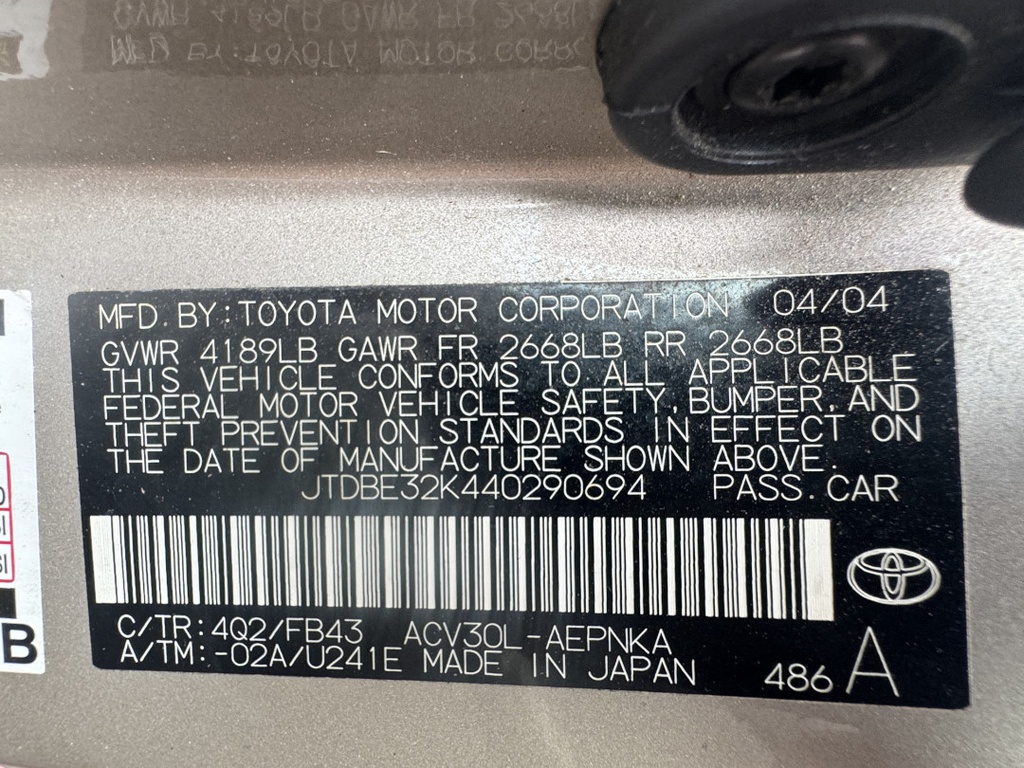 MFD. BY: TOYOTA MOTOR CORPORATION 04/04
GVWR 4189LB GAWR FR 2668LB RR 2668LB
THIS VEHICLE CONFORMS TO ALL APPLICABLE
FEDERAL MOTOR VEHICLE SAFETY, BUMPER, AND
THEFT PREVENTION STANDARDS IN EFFECT ON
THE DATE OF MANUFACTURE SHOWN ABOVE.
JTDBE32K440290694 PASS. CAR
C/TR: 4Q2/FB43 ACV30L-AEPNKA
A/TM: -02A/U241E MADE IN JAPAN
486 A
B